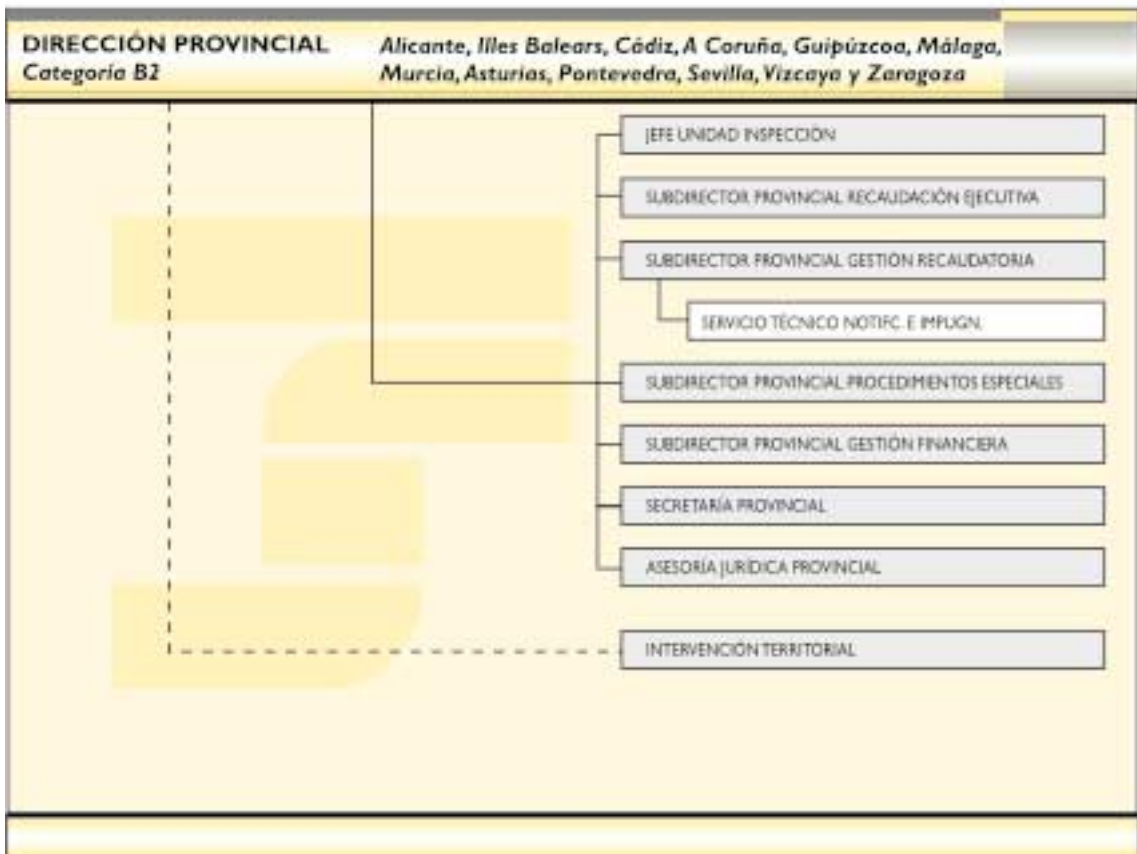 DIRECCIÓN PROVINCIAL
Categoría B2
Alicante, Illes Balears, Cádiz, A Coruña, Guipúzcoa, Málaga,
Murcia, Asturias, Pontevedra, Sevilla, Vizcaya y Zaragoza
JEFE UNIDAD INSPECCIÓN
SUBDIRECTOR PROVINCIAL RECAUDACIÓN EJECUTIVA
SUBDIRECTOR PROVINCIAL GESTIÓN RECAUDATORIA
SERVICIO TÉCNICO NOTIFC. E IMPUGN.
SUBDIRECTOR PROVINCIAL PROCEDIMIENTOS ESPECIALES
SUBDIRECTOR PROVINCIAL GESTIÓN FINANCIERA
SECRETARÍA PROVINCIAL
ASESORÍA JURÍDICA PROVINCIAL
INTERVENCIÓN TERRITORIAL